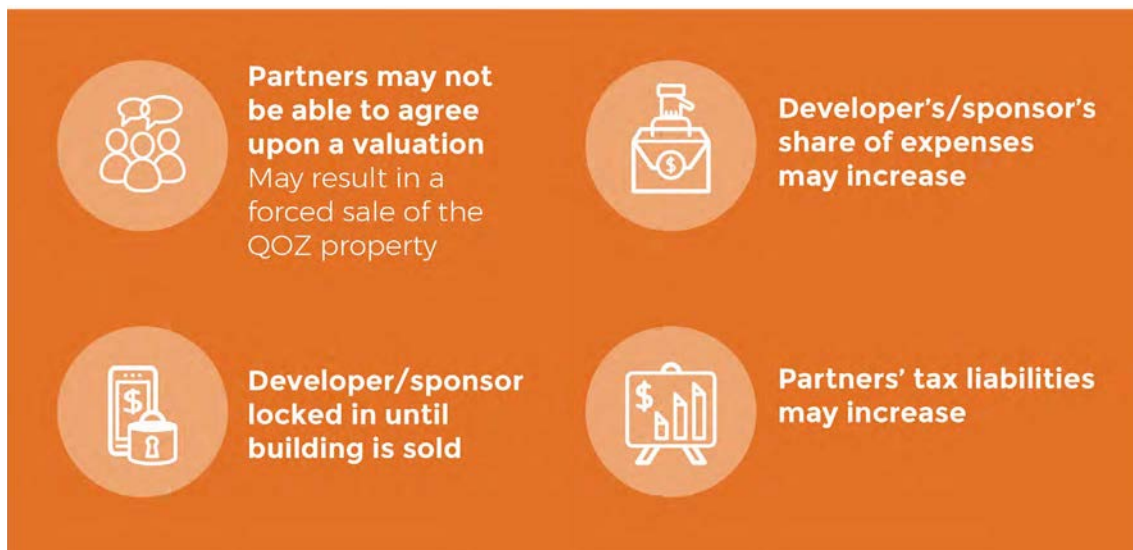 Partners may not
be able to agree
upon a valuation
May result in a
forced sale of the
QOZ property
Developer's/sponsor's
share of expenses
may increase
$
Developer/sponsor
locked in until
building is sold
$
Partners' tax liabilities
may increase
$